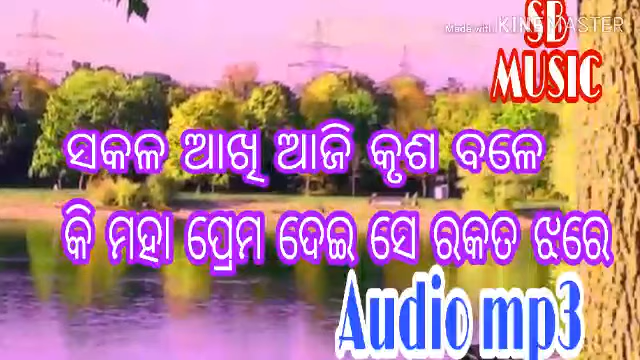 Made with KINEMASTER
SB
MUSIC
ସକଳ ଆଖି ଆଜି କୃଶ ବଳେ
କି ମହା ପ୍ରେମ ଦେଇ ସେ ରକତ ଝରେ
Audio mp3